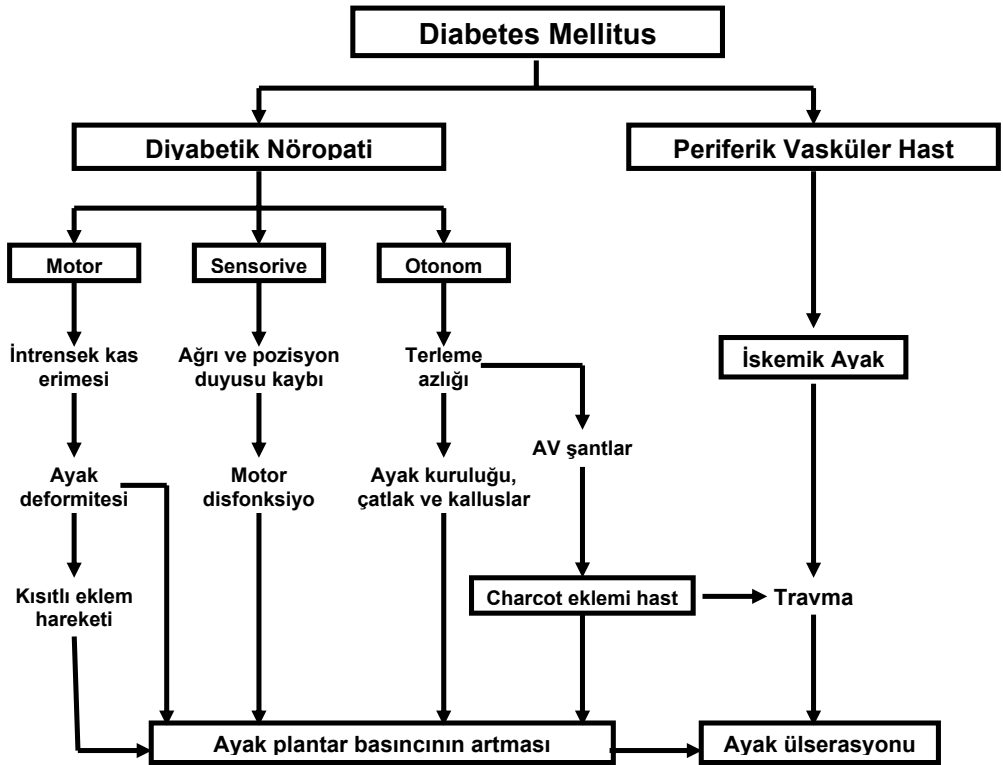 Diabetes Mellitus
Diyabetik Nöropati
Periferik Vasküler Hast
Motor
Sensorive
Otonom
İntrensek kas
erimesi
Ağrı ve pozisyon
duyusu kaybı
Terleme
azlığı
İskemik Ayak
AV şantlar
Ayak
deformitesi
Motor
disfonksiyo
Ayak kuruluğu,
çatlak ve kalluslar
Kısıtlı eklem
hareketi
Charcot eklemi hast
Travma
Ayak plantar basıncının artması
Ayak ülserasyonu